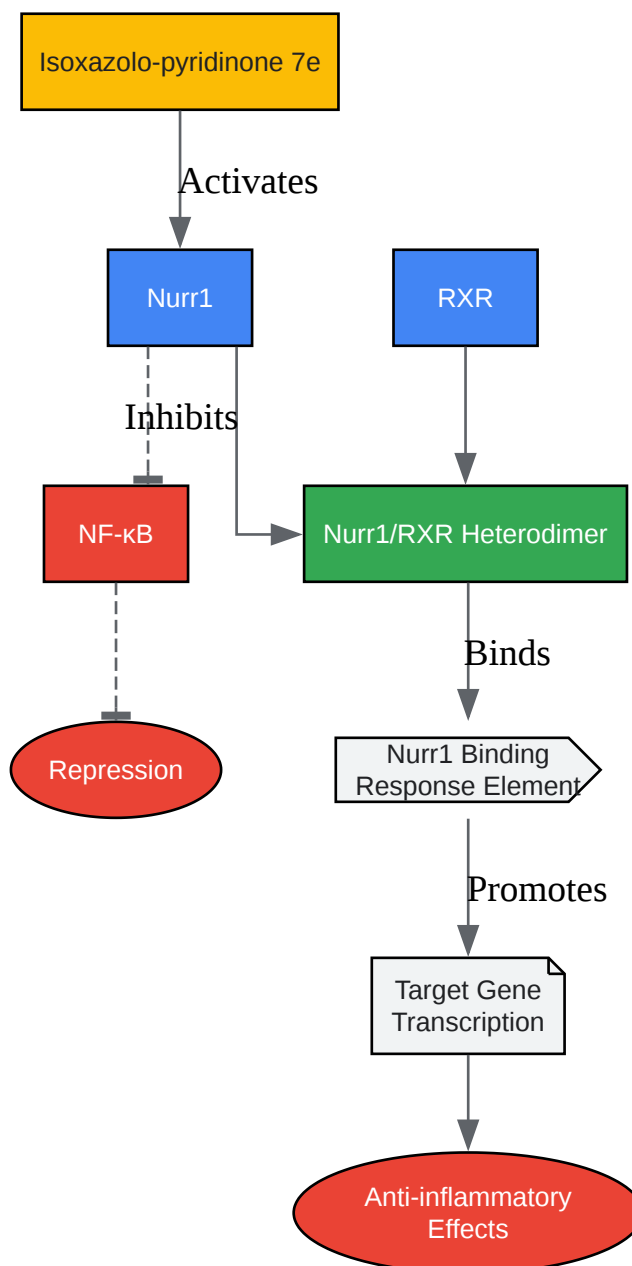 Isoxazolo-pyridinone 7e
Activates
Nurr1
RXR
Inhibits
NF-κB
Nurr1/RXR Heterodimer
Binds
Repression
Nurr1 Binding
Response Element
Promotes
Target Gene
Transcription
Anti-inflammatory
Effects